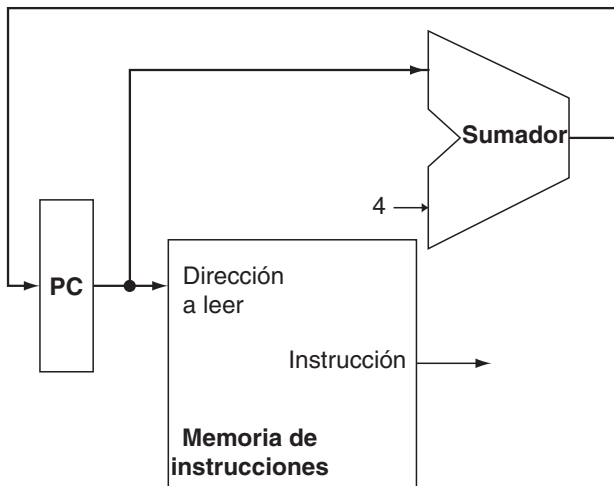 Sumador
4
PC
Dirección
a leer
Instrucción
Memoria de
instrucciones